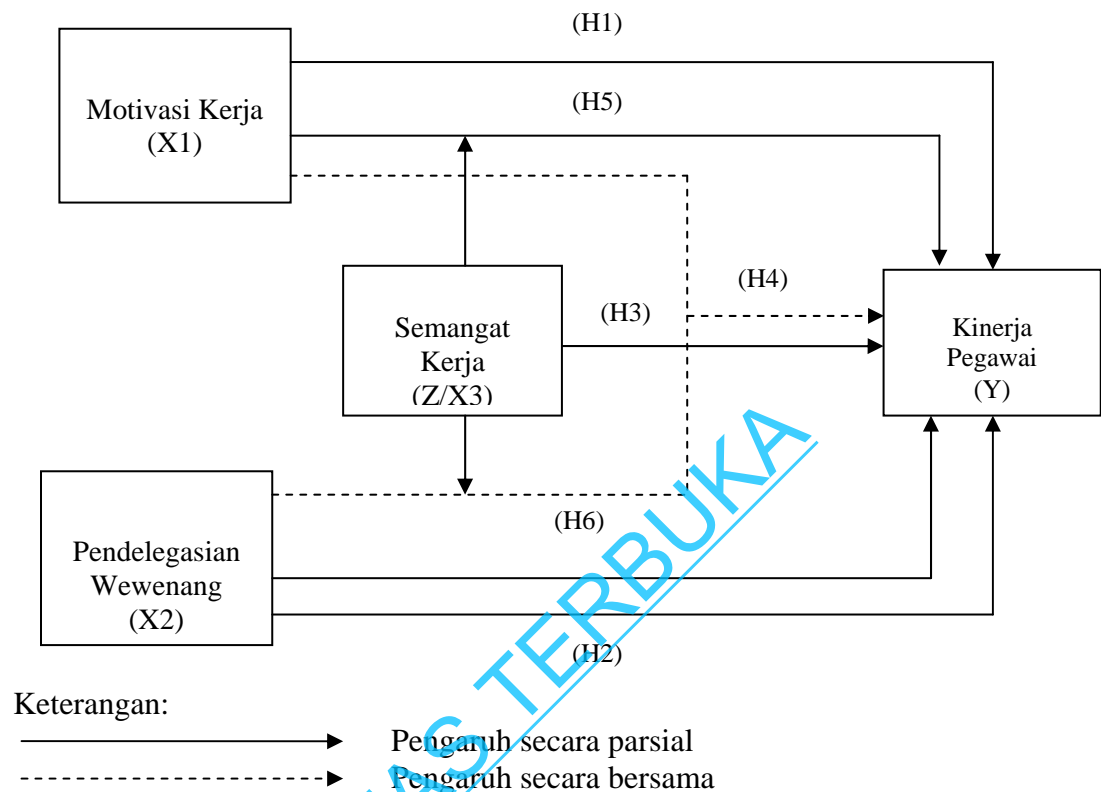 (H1)
Motivasi Kerja
(X1)
(H5)
Semangat
Kerja
(Z/X3)
(H3)
(H4)
Kinerja
Pegawai
(Y)
Pendelegasian
Wewenang
(X2)
(H6)
(H2)
Keterangan:
Pengaruh secara parsial
Pengaruh secara bersama
TERBUKA